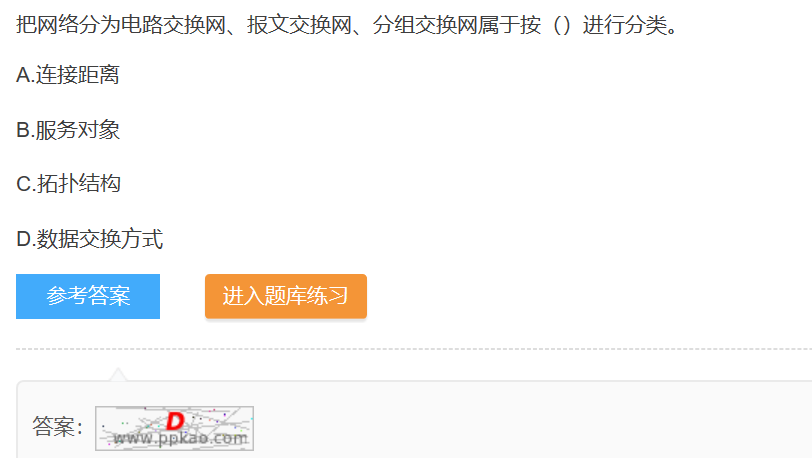 把网络分为电路交换网、报文交换网、分组交换网属于按（）进行分类。
A.连接距离
B.服务对象
C.拓扑结构
D.数据交换方式
参考答案 进入题库练习
答案： D
www.ppkao.com